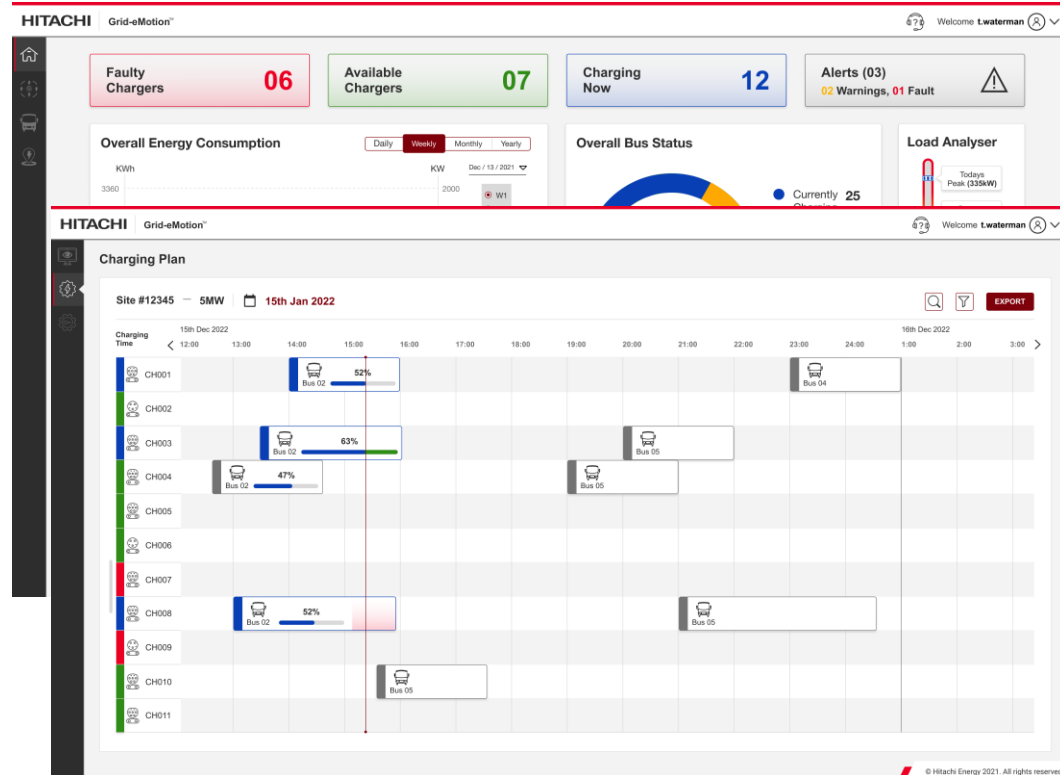 HITACHI Grid-eMotion™
Welcome t.waterman
Faulty
Chargers
06
Available
Chargers
07
Charging
Now
12
Alerts (03)
02 Warnings, 01 Fault
Overall Energy Consumption
Daily Weekly Monthly Yearly
KWh
KW
Dec / 13 / 2021
3360
2000
W1
Overall Bus Status
Currently 25
Load Analyser
Todays
Peak (335kW)
HITACHI Grid-eMotion™
Welcome t.waterman
Charging Plan
Site #12345 — 5MW
15th Jan 2022
EXPORT
Charging
Time
15th Dec 2022
16th Dec 2022
12:00 13:00 14:00 15:00 16:00 17:00 18:00 19:00 20:00 21:00 22:00 23:00 24:00 1:00 2:00 3:00
CH001
Bus 02
52%
Bus 04
CH002
CH003
Bus 02
63%
Bus 05
CH004
Bus 02
47%
Bus 05
CH005
CH006
CH007
CH008
Bus 02
52%
Bus 05
CH009
CH010
Bus 05
CH011
© Hitachi Energy 2021. All rights reserved